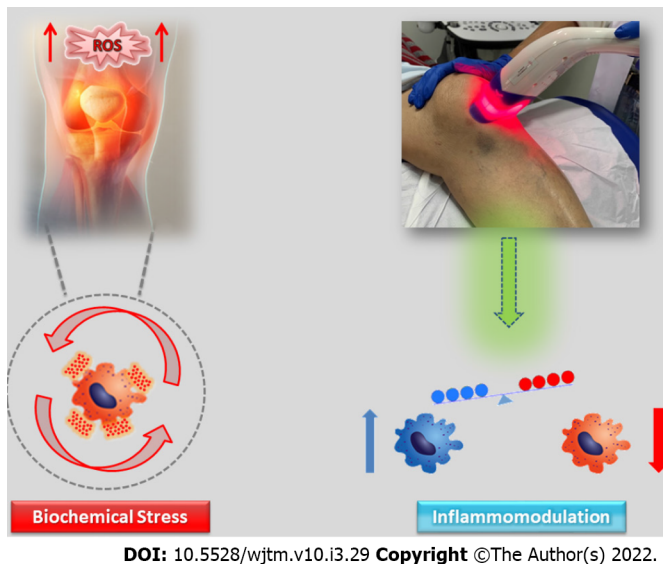 ROS
Biochemical Stress
Inflammomodulation
DOI: 10.5528/wjtm.v10.i3.29 Copyright ©The Author(s) 2022.